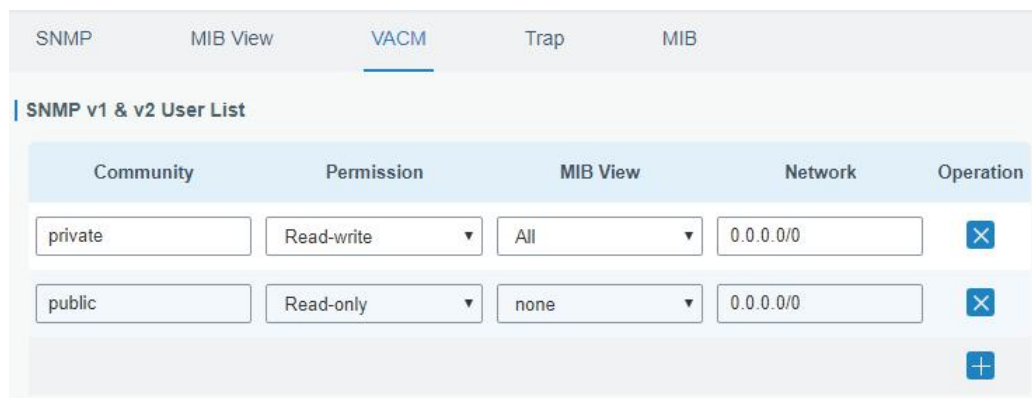 SNMP MIB View VACM Trap MIB
SNMP v1 & v2 User List
Community Permission MIB View Network Operation
private Read-write All 0.0.0.0/0
public Read-only none 0.0.0.0/0